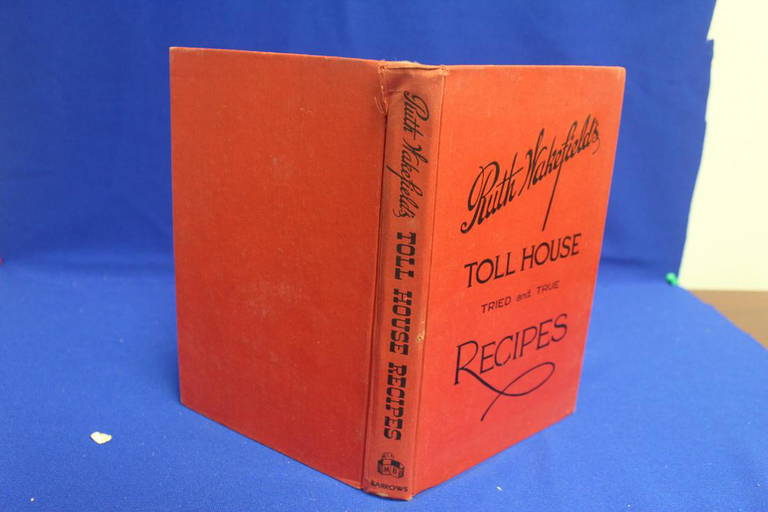 Ruth Wakefield's
TOLL HOUSE RECIPES
M B
BARROWS
Ruth Wakefield's
TOLL HOUSE
TRIED and TRUE
RECIPES